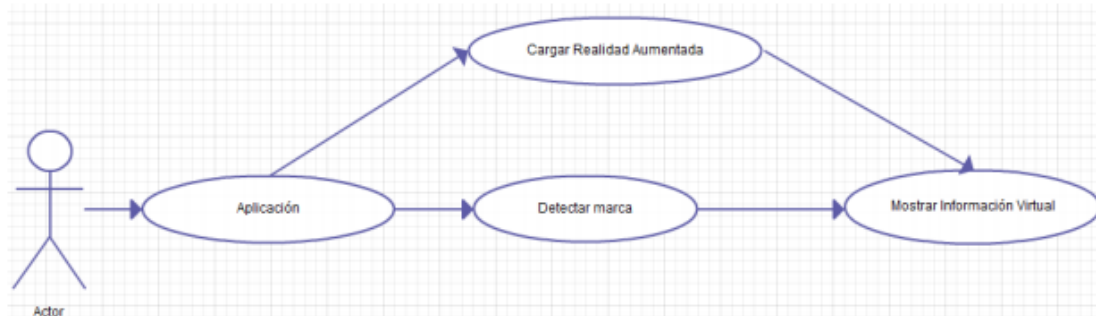 Cargar Realidad Aumentada
Aplicación
Detectar marca
Mostrar Información Virtual
Actor